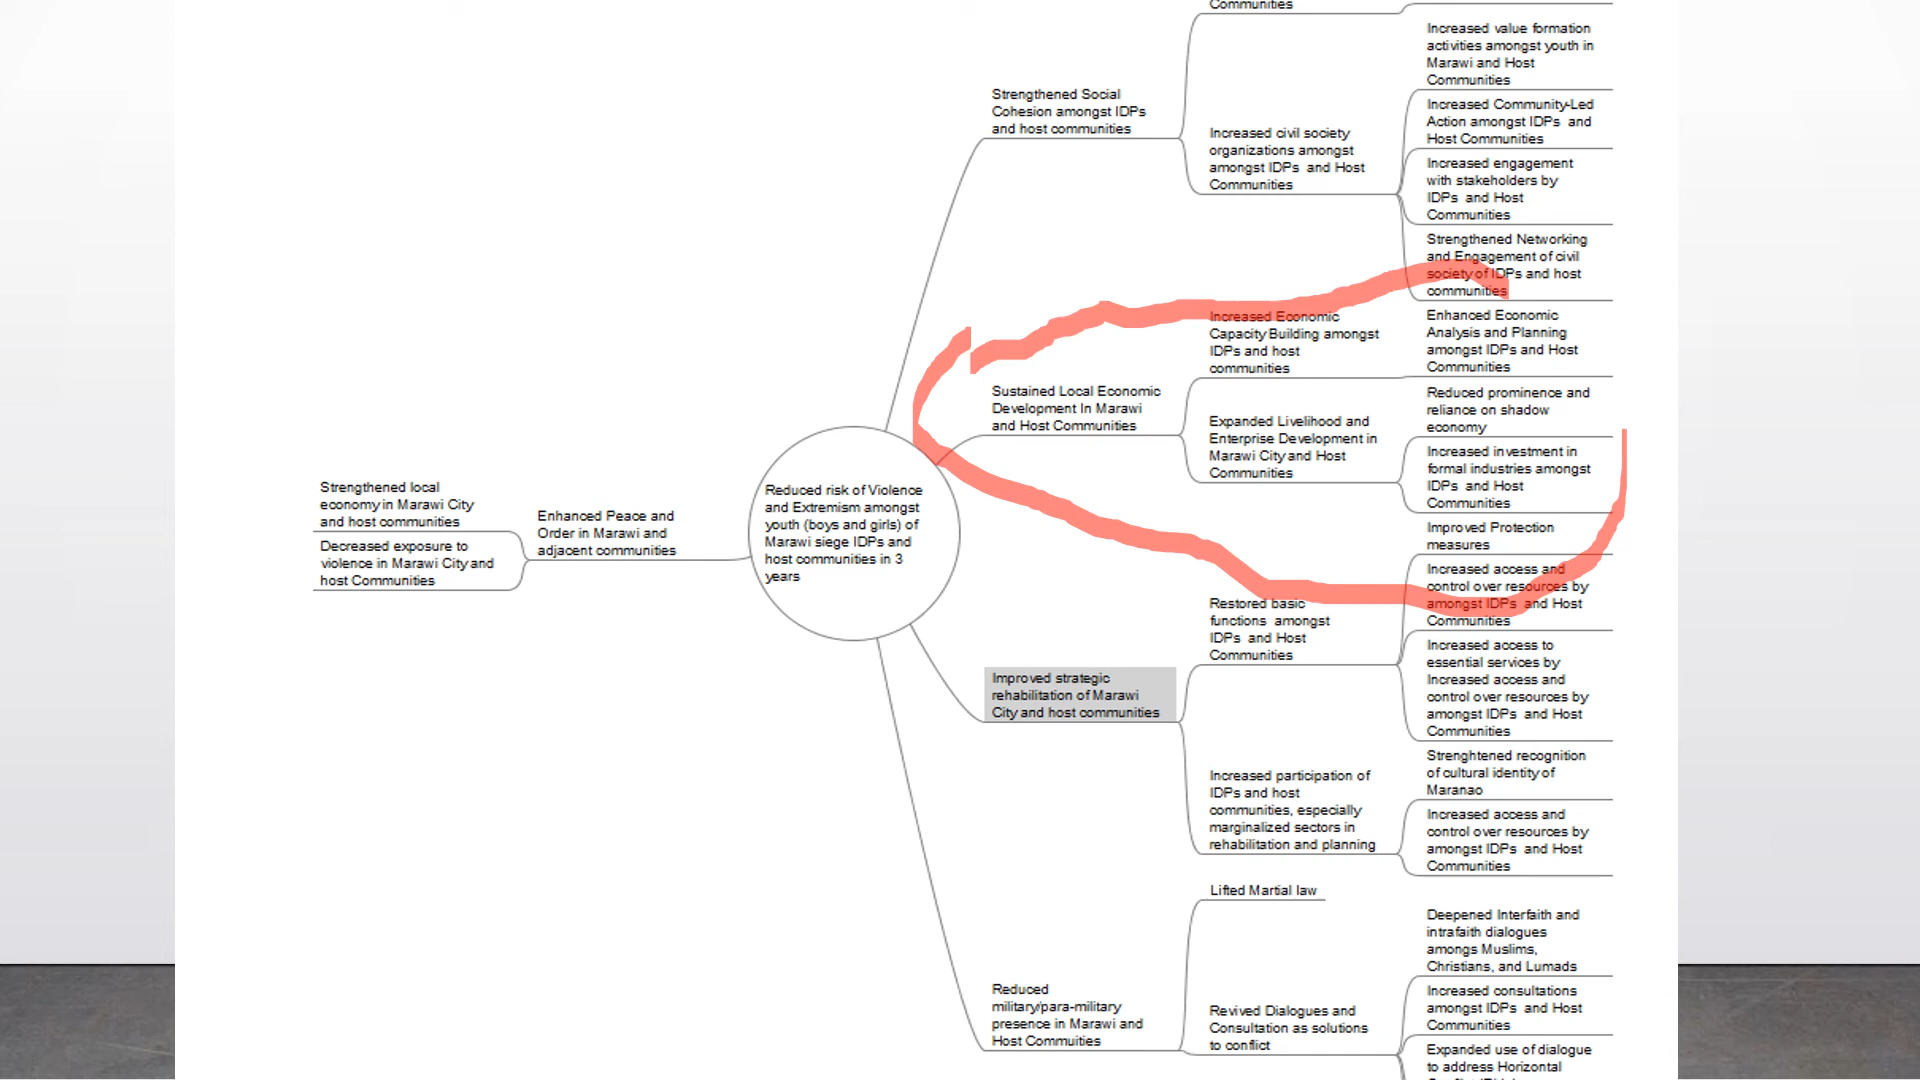 Communities
Increased value formation
activities amongst youth in
Marawi and Host
Communities
Strengthened Social
Cohesion amongst IDPs
and host communities
Increased civil society
organizations amongst
amongst IDPs and Host
Communities
Increased Community-Led
Action amongst IDPs and
Host Communities
Increased engagement
with stakeholders by
IDPs and Host
Communities
Strengthened Networking
and Engagement of civil
society of IDPs and host
communities
Sustained Local Economic
Development In Marawi
and Host Communities
Increased Economic
Capacity Building amongst
IDPs and host
communities
Enhanced Economic
Analysis and Planning
amongst IDPs and Host
Communities
Expanded Livelihood and
Enterprise Development in
Marawi City and Host
Communities
Reduced prominence and
reliance on shadow
economy
Increased investment in
formal industries amongst
IDPs and Host
Communities
Strengthened local
economy in Marawi City
and host communities
Decreased exposure to
violence in Marawi City and
host Communities
Enhanced Peace and
Order in Marawi and
adjacent communities
Reduced risk of Violence
and Extremism amongst
youth (boys and girls) of
Marawi siege IDPs and
host communities in 3
years
Improved strategic
rehabilitation of Marawi
City and host communities
Restored basic
functions amongst
IDPs and Host
Communities
Improved Protection
measures
Increased access and
control over resources by
amongst IDPs and Host
Communities
Increased access to
essential services by
Increased access and
control over resources by
amongst IDPs and Host
Communities
Increased participation of
IDPs and host
communities, especially
marginalized sectors in
rehabilitation and planning
Strenghtened recognition
of cultural identity of
Maranao
Increased access and
control over resources by
amongst IDPs and Host
Communities
Reduced
military/para-military
presence in Marawi and
Host Commuities
Lifted Martial law
Revived Dialogues and
Consultation as solutions
to conflict
Deepened Interfaith and
intrafaith dialogues
amongs Muslims,
Christians, and Lumads
Increased consultations
amongst IDPs and Host
Communities
Expanded use of dialogue
to address Horizontal